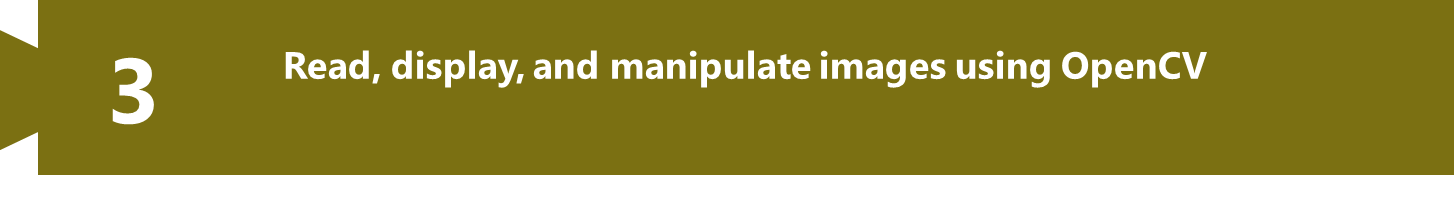 3
Read, display, and manipulate images using OpenCV